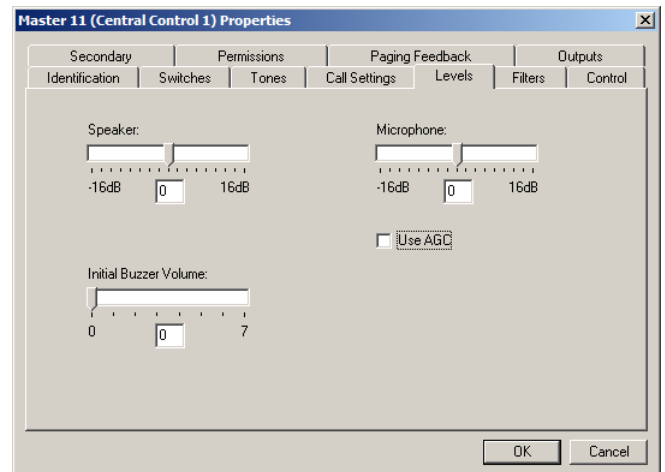 Master 11 (Central Control 1) Properties
Secondary Permissions Paging Feedback Outputs
Identification Switches Tones Call Settings Levels Filters Control
Speaker: Microphone:
-16dB 0 16dB -16dB 0 16dB
Use AGC
Initial Buzzer Volume:
0 0 7
OK Cancel